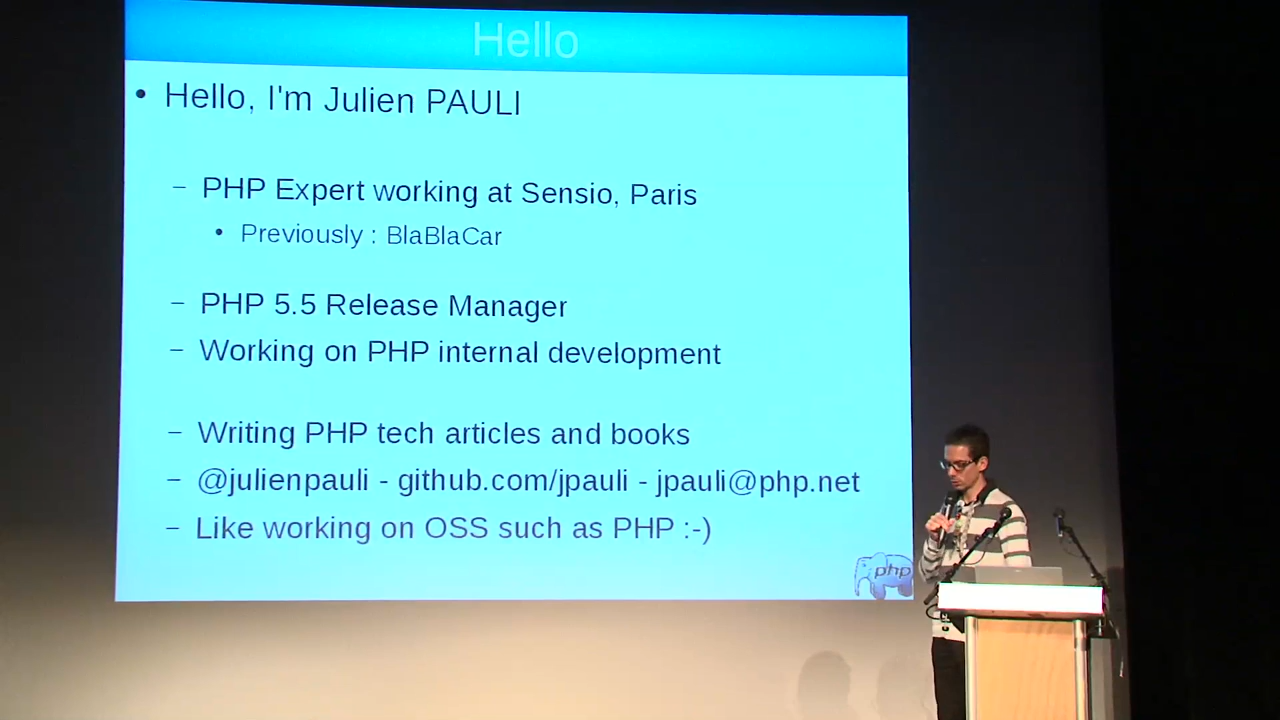 Hello
• Hello, I'm Julien PAULI
– PHP Expert working at Sensio, Paris
• Previously : BlaBlaCar
– PHP 5.5 Release Manager
– Working on PHP internal development
– Writing PHP tech articles and books
– @julienpauli - github.com/jpauli - jpauli@php.net
– Like working on OSS such as PHP :-)
php